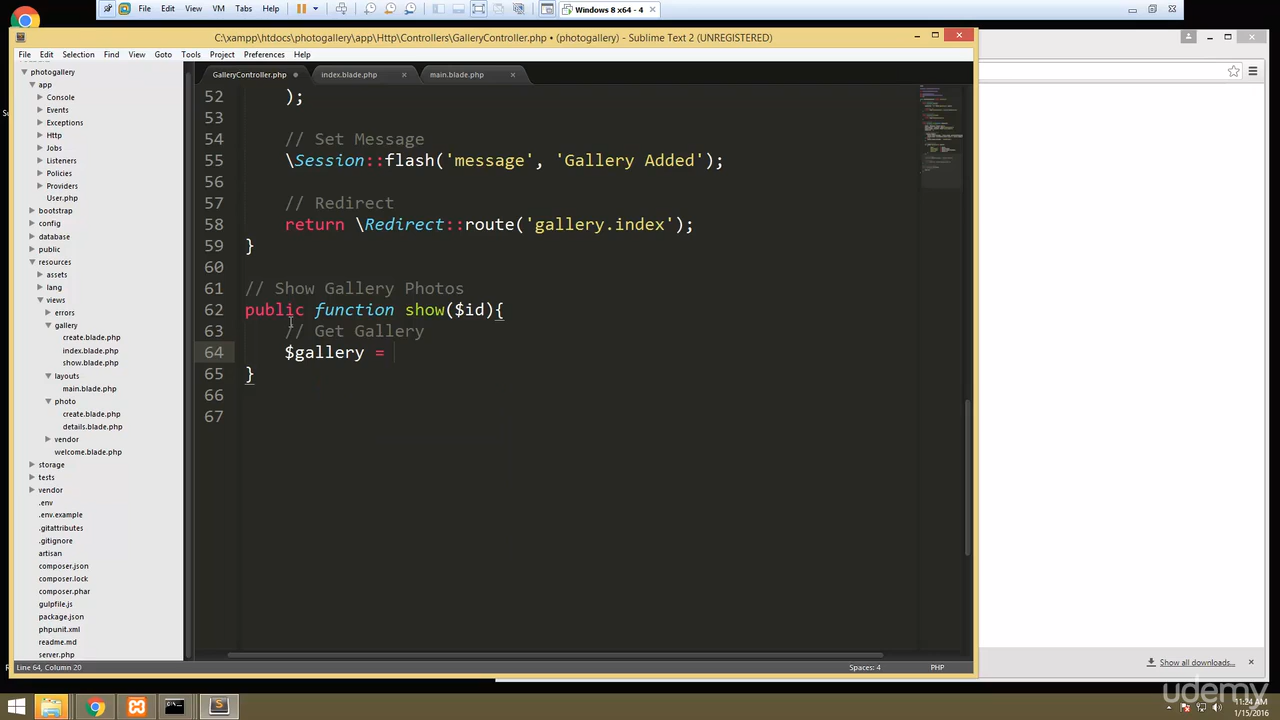 File Edit View VM Tabs Help
Windows 8 x64 - 4
C:\xampp\htdocs\photogallery\app\Http\Controllers\GalleryController.php • (photogallery) - Sublime Text 2 (UNREGISTERED)
File Edit Selection Find View Goto Tools Project Preferences Help
photogallery
app
Console
Events
Exceptions
Http
Jobs
Listeners
Policies
Providers
User.php
bootstrap
config
database
public
resources
assets
lang
views
errors
gallery
create.blade.php
index.blade.php
show.blade.php
layouts
main.blade.php
photo
create.blade.php
details.blade.php
vendor
welcome.blade.php
storage
tests
vendor
.env
.env.example
.gitattributes
.gitignore
artisan
composer.json
composer.lock
composer.phar
gulpfile.js
package.json
phpunit.xml
readme.md
server.php
GalleryController.php index.blade.php main.blade.php
52 );
53
54 // Set Message
55 \Session::flash('message', 'Gallery Added');
56
57 // Redirect
58 return \Redirect::route('gallery.index');
59 }
60
61 // Show Gallery Photos
62 public function show($id){
63 // Get Gallery
64 $gallery =
65 }
66
67
Line 64, Column 20
Spaces: 4
PHP
Show all downloads...
udemy
11:24 AM
1/15/2016